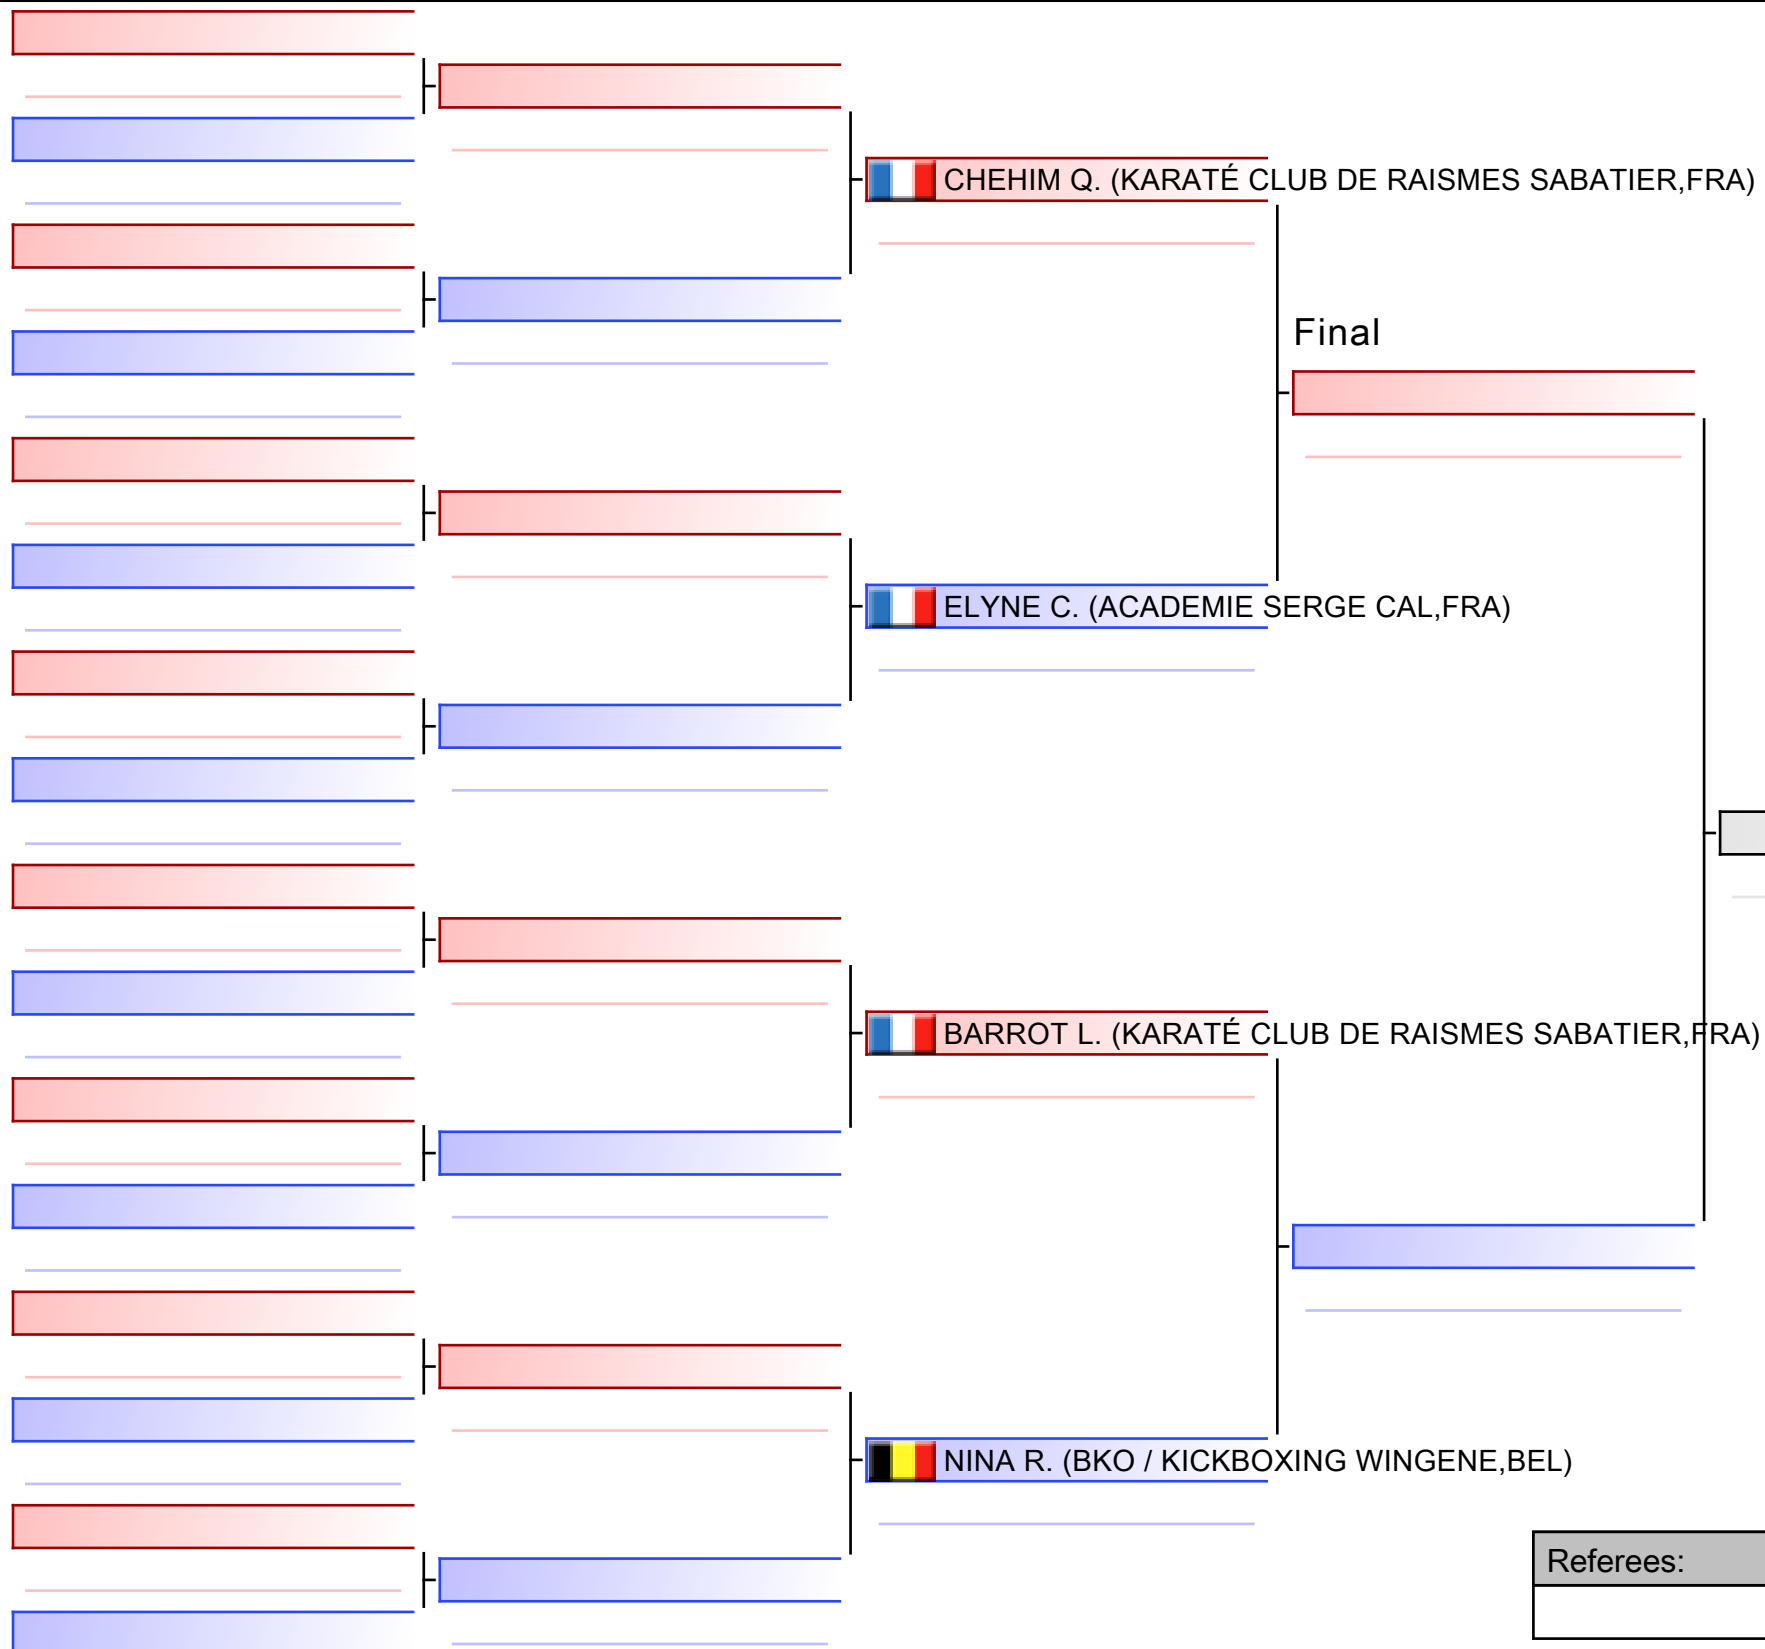 CHEHIM Q. (KARATÉ CLUB DE RAISMES SABATIER,FRA)
Final
ELYNE C. (ACADEMIE SERGE CAL,FRA)
BARROT L. (KARATÉ CLUB DE RAISMES SABATIER,FRA)
NINA R. (BKO / KICKBOXING WINGENE,BEL)
Referees: